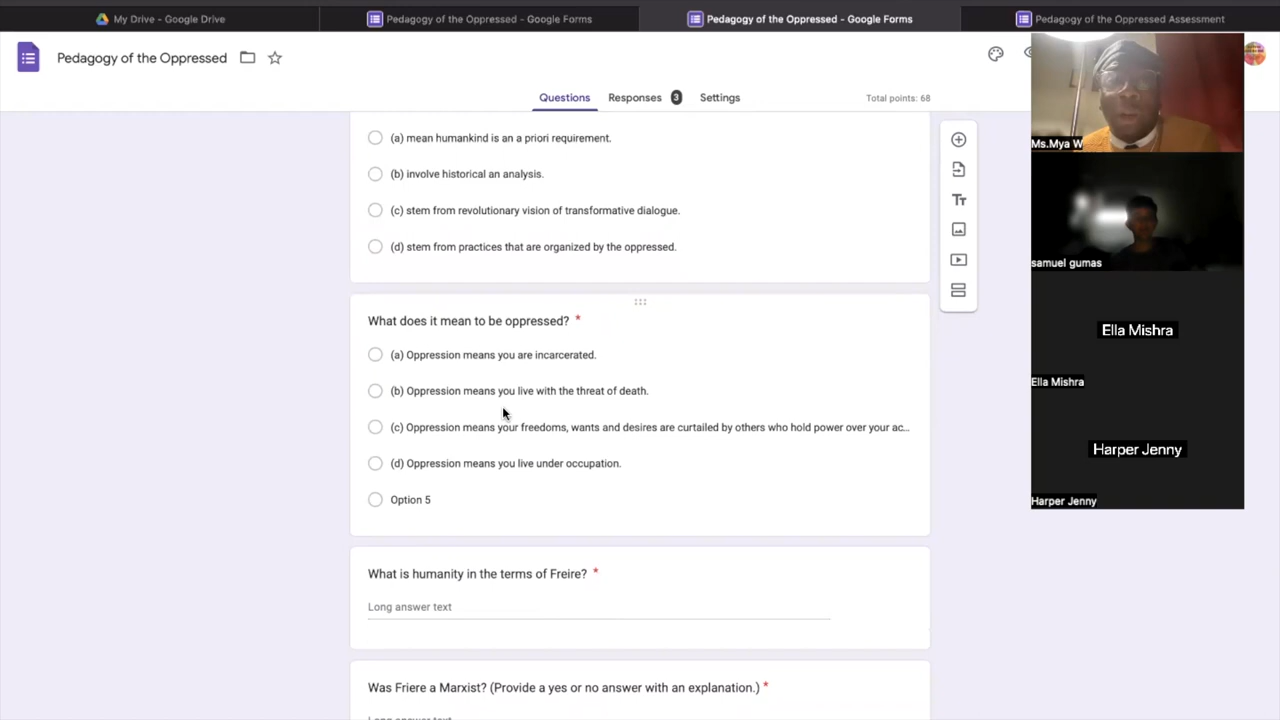 My Drive - Google Drive
Pedagogy of the Oppressed - Google Forms
Pedagogy of the Oppressed - Google Forms
Pedagogy of the Oppressed Assessment
Pedagogy of the Oppressed
Questions
Responses 3
Settings
Total points: 68
(a) mean humankind is an a priori requirement.
(b) involve historical an analysis.
(c) stem from revolutionary vision of transformative dialogue.
(d) stem from practices that are organized by the oppressed.
What does it mean to be oppressed? *
(a) Oppression means you are incarcerated.
(b) Oppression means you live with the threat of death.
(c) Oppression means your freedoms, wants and desires are curtailed by others who hold power over your ac...
(d) Oppression means you live under occupation.
Option 5
What is humanity in the terms of Freire? *
Long answer text
Was Friere a Marxist? (Provide a yes or no answer with an explanation.) *
Long answer text
Tt
Ms.Mya W
samuel gumas
Ella Mishra
Ella Mishra
Harper Jenny
Harper Jenny